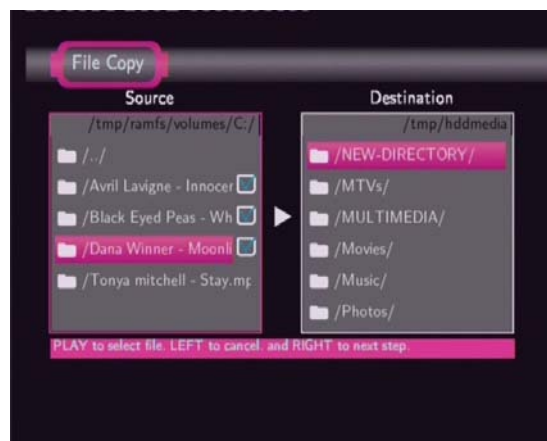 File Copy
Source
/tmp/ramfs/volumes/C:/
/../
/Avril Lavigne - Innocen
/Black Eyed Peas - Wh
/Dana Winner - Moonli
/Tonya mitchell - Stay.mp
Destination
/tmp/hddmedia
/NEW-DIRECTORY/
/MTVs/
/MULTIMEDIA/
/Movies/
/Music/
/Photos/
PLAY to select file. LEFT to cancel. and RIGHT to next step.